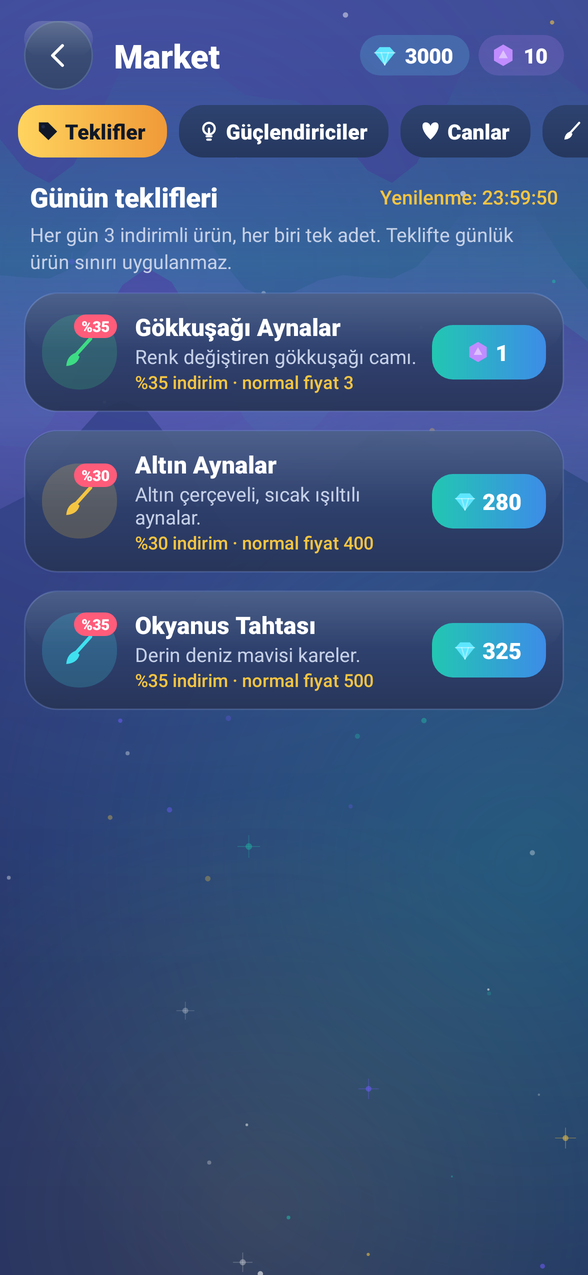 Market
3000
10
Teklifler
Güçlendiriciler
Canlar
Günün teklifleri
Yenilenme: 23:59:50
Her gün 3 indirimli ürün, her biri tek adet. Teklifte günlük
ürün sınırı uygulanmaz.
%35
Gökkuşağı Aynalar
Renk değiştiren gökkuşağı camı.
%35 indirim · normal fiyat 3
1
%30
Altın Aynalar
Altın çerçeveli, sıcak ışıltılı
aynalar.
%30 indirim · normal fiyat 400
280
%35
Okyanus Tahtası
Derin deniz mavisi kareler.
%35 indirim · normal fiyat 500
325